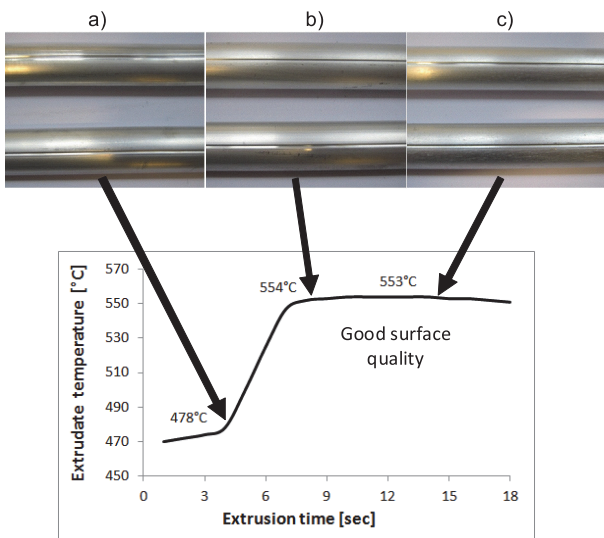 a) b) c)
Extrudate temperature [°C]
570
550
530
510
490
470
450
554°C
553°C
Good surface
quality
478°C
0 3 6 9 12 15 18
Extrusion time [sec]